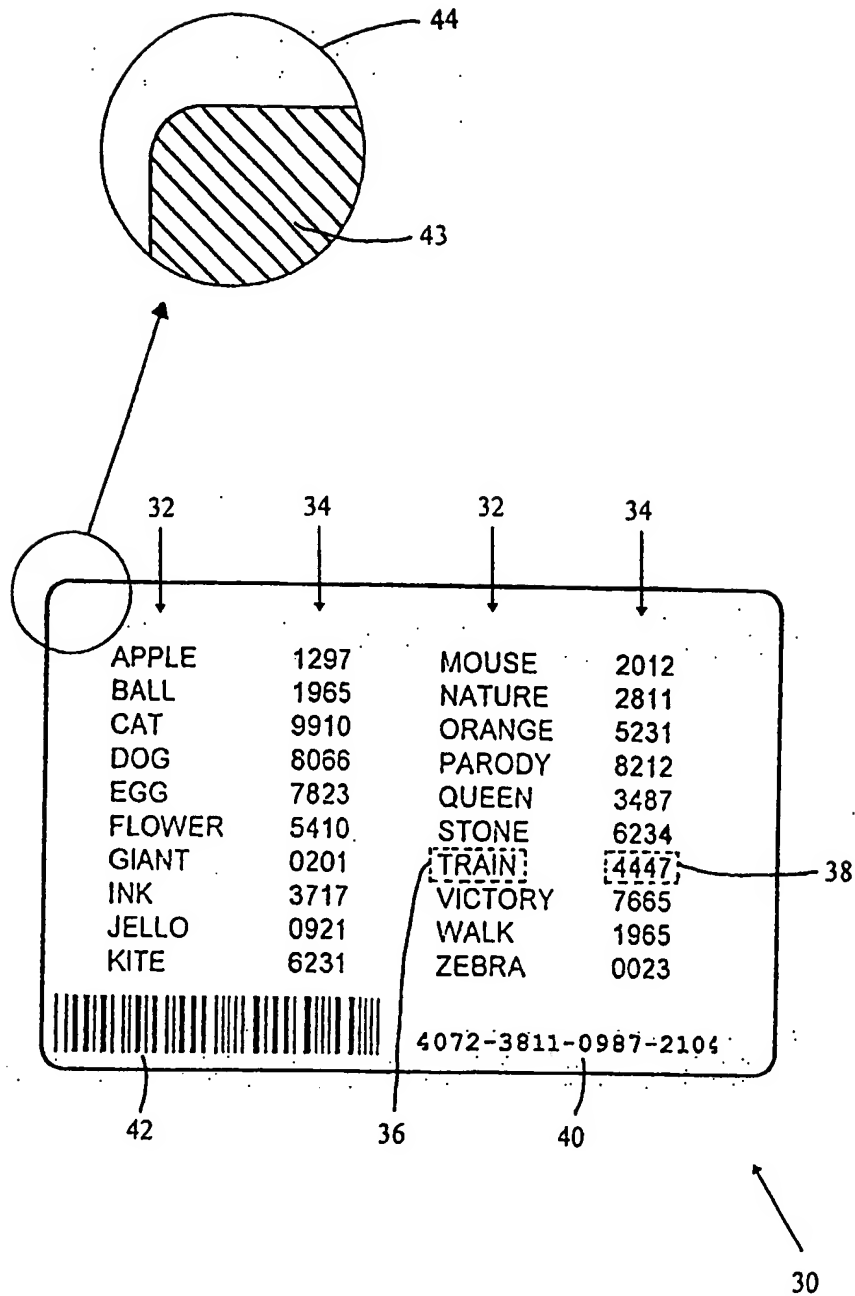 44
43
32 34 32 34
APPLE 1297 MOUSE 2012
BALL 1965 NATURE 2811
CAT 9910 ORANGE 5231
DOG 8066 PARODY 8212
EGG 7823 QUEEN 3487
FLOWER 5410 STONE 6234
GIANT 0201 TRAIN 4447 38
INK 3717 VICTORY 7665
JELLO 0921 WALK 1965
KITE 6231 ZEBRA 0023
4072-3811-0987-2104
42 36 40
30